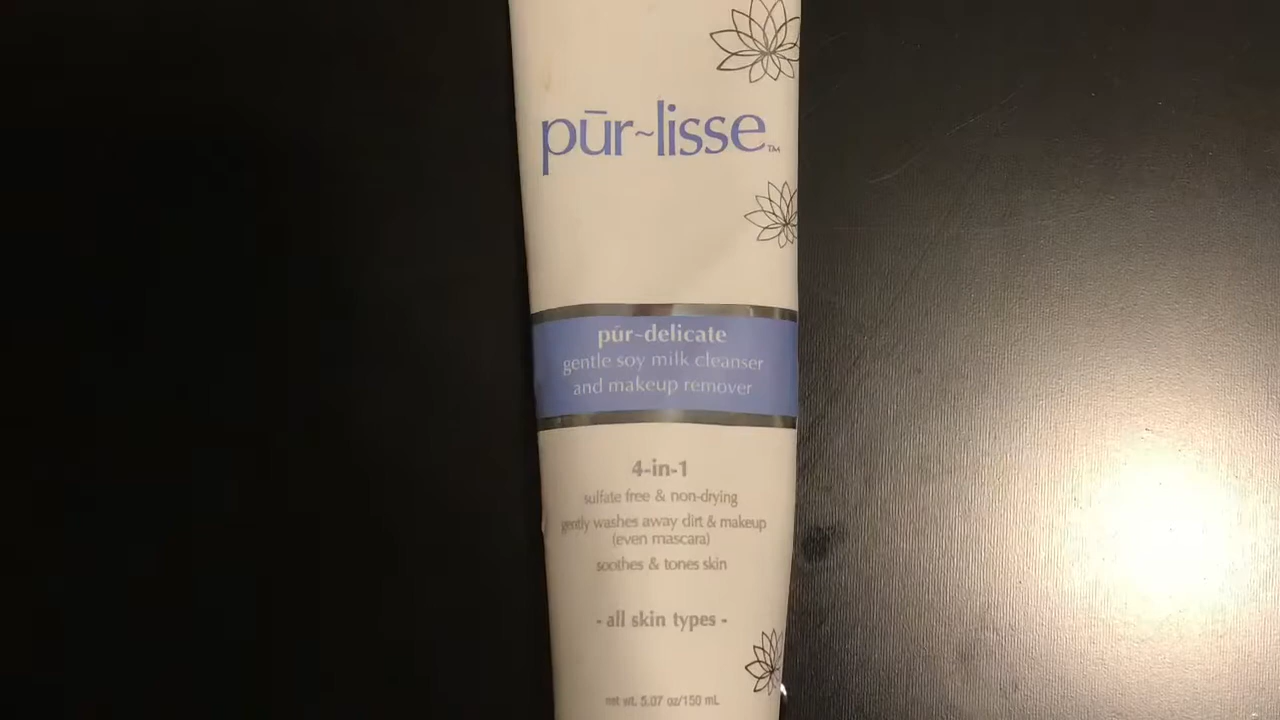 pūr~lisse™
pūr~delicate
gentle soy milk cleanser
and makeup remover
4-in-1
sulfate free & non-drying
gently washes away dirt & makeup
(even mascara)
soothes & tones skin
- all skin types -
net wt. 5.07 oz/150 mL